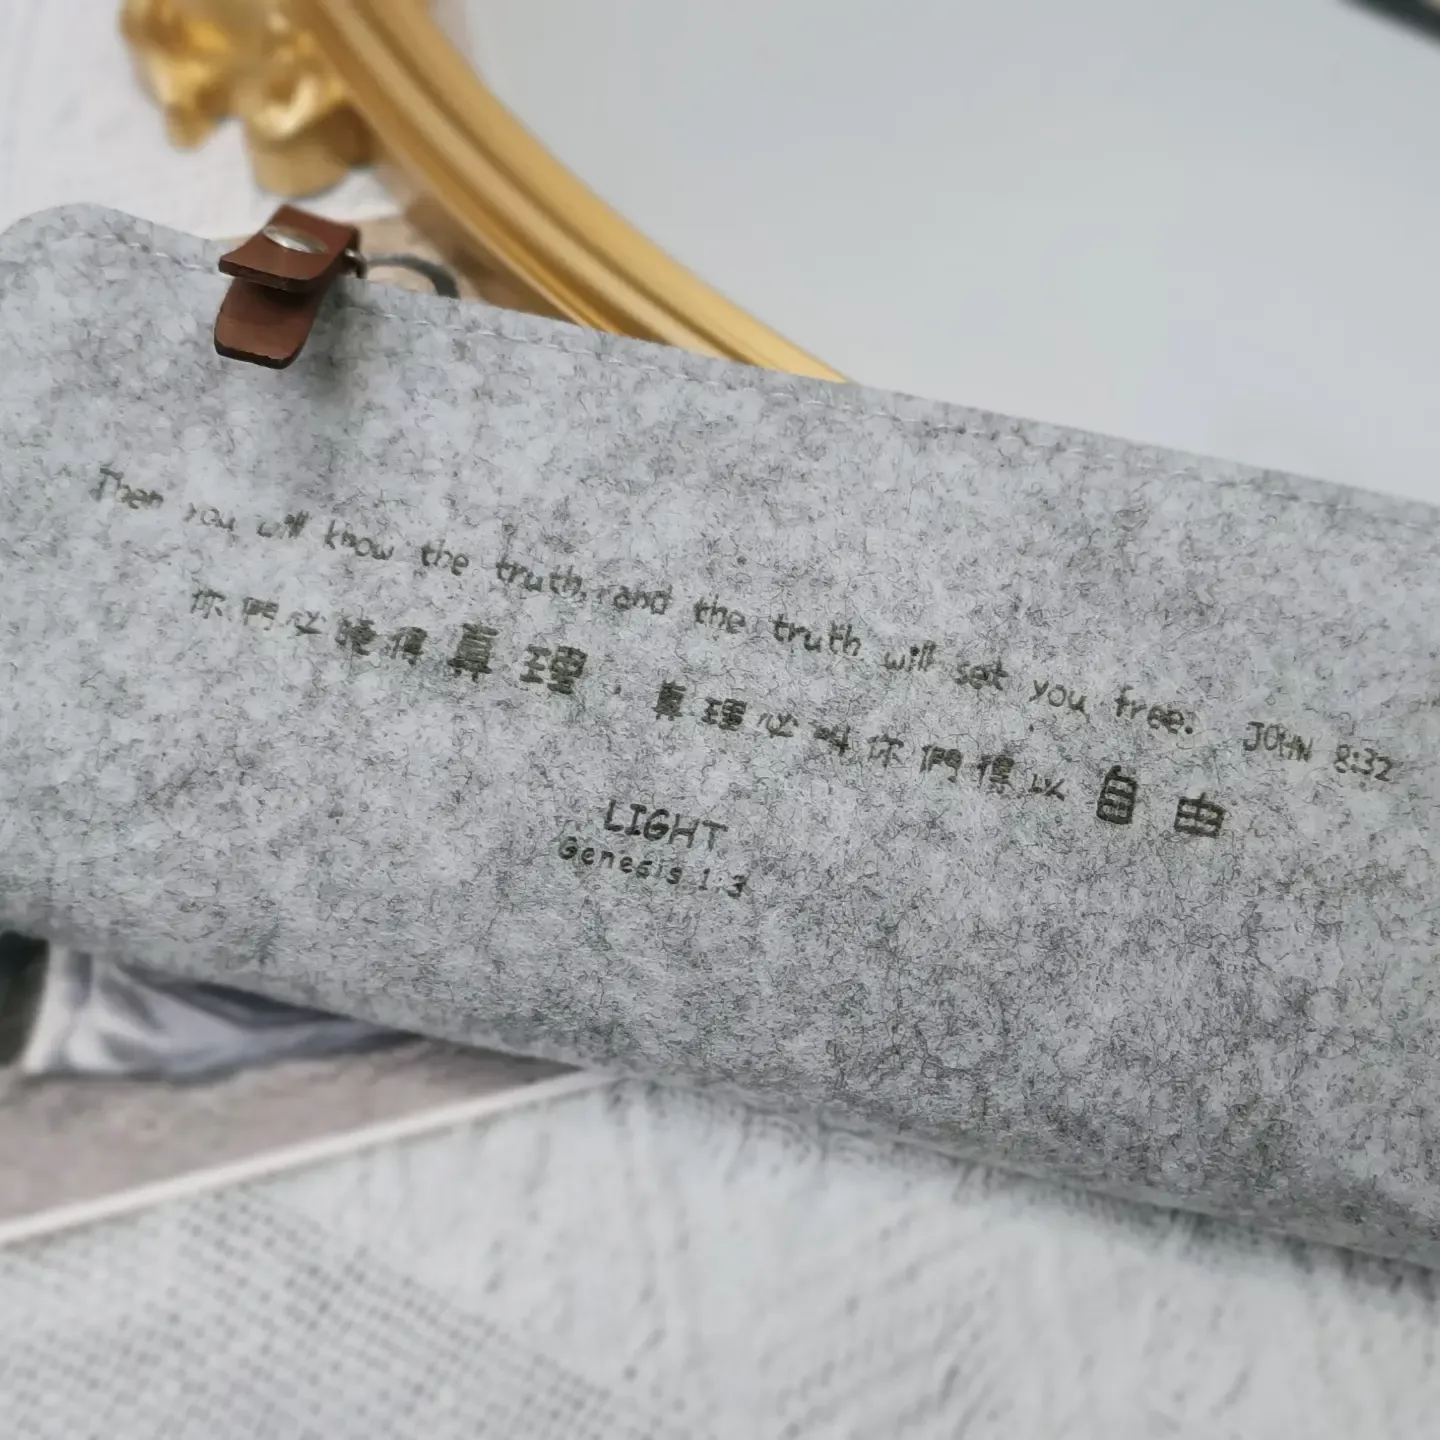 Then you will know the truth, and the truth will set you free. JOHN 8:32
你們必曉得真理，真理必叫你們得以自由
LIGHT
Genesis 1:3